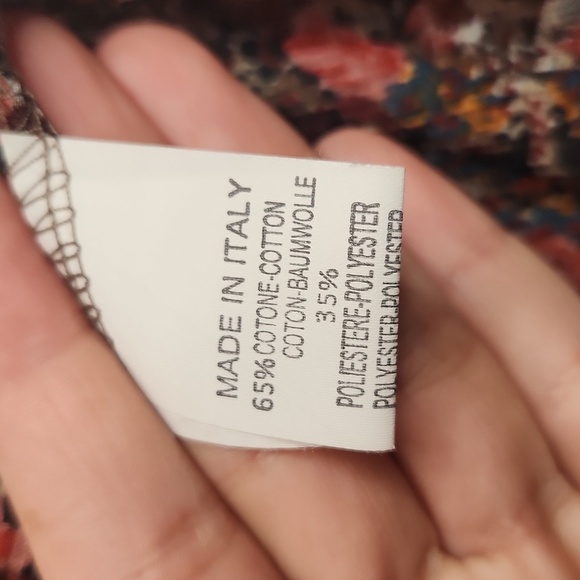 MADE IN ITALY
65%COTONE-COTTON
COTON-BAUMWOLLE
35%
POLIESTERE-POLYESTER
POLYESTER-POLYESTER